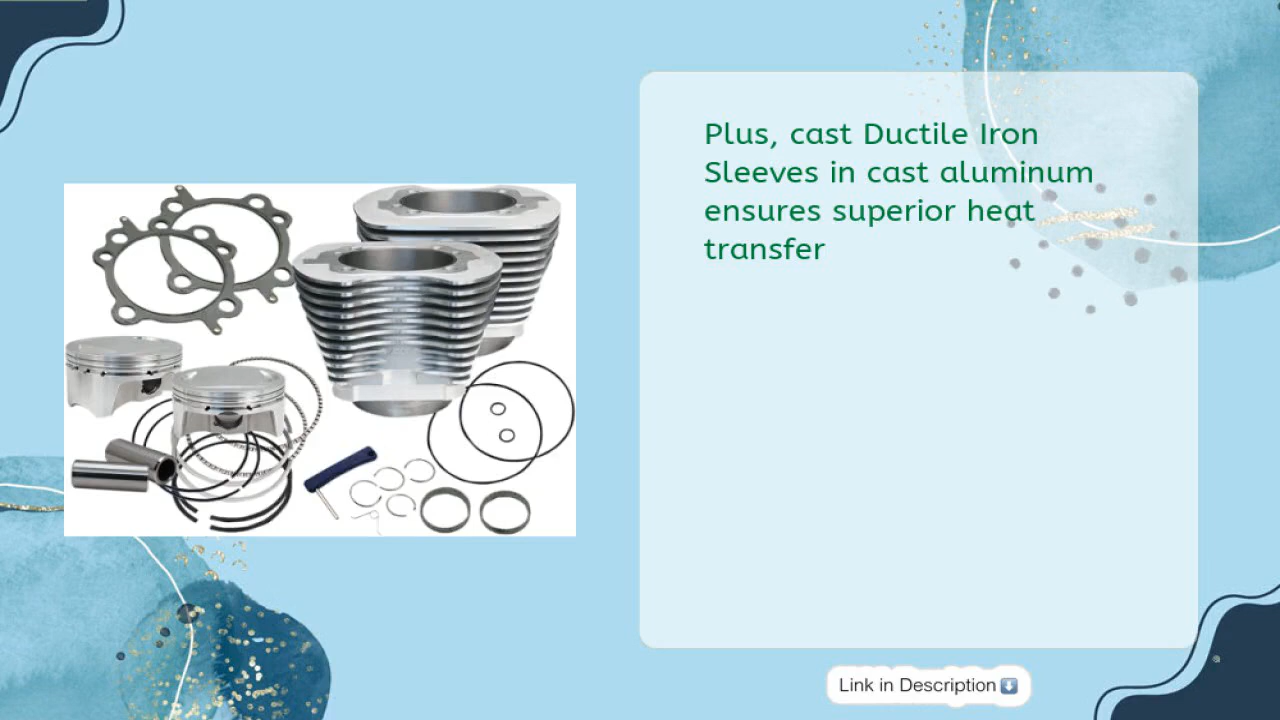 Plus, cast Ductile Iron
Sleeves in cast aluminum
ensures superior heat
transfer
Link in Description⬇️